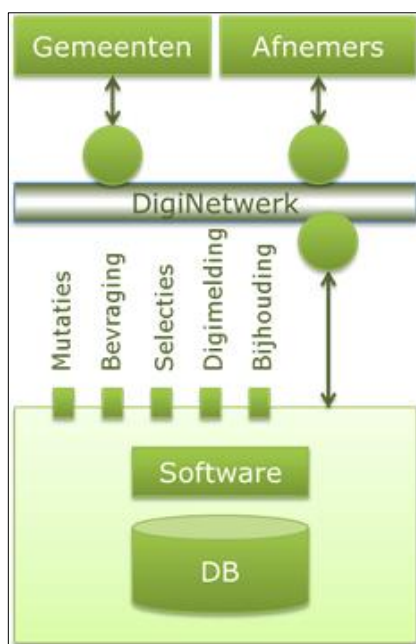 Gemeenten
Afnemers
DigiNetwerk
Mutaties
Bevraging
Selecties
Digimelding
Bijhouding
Software
DB